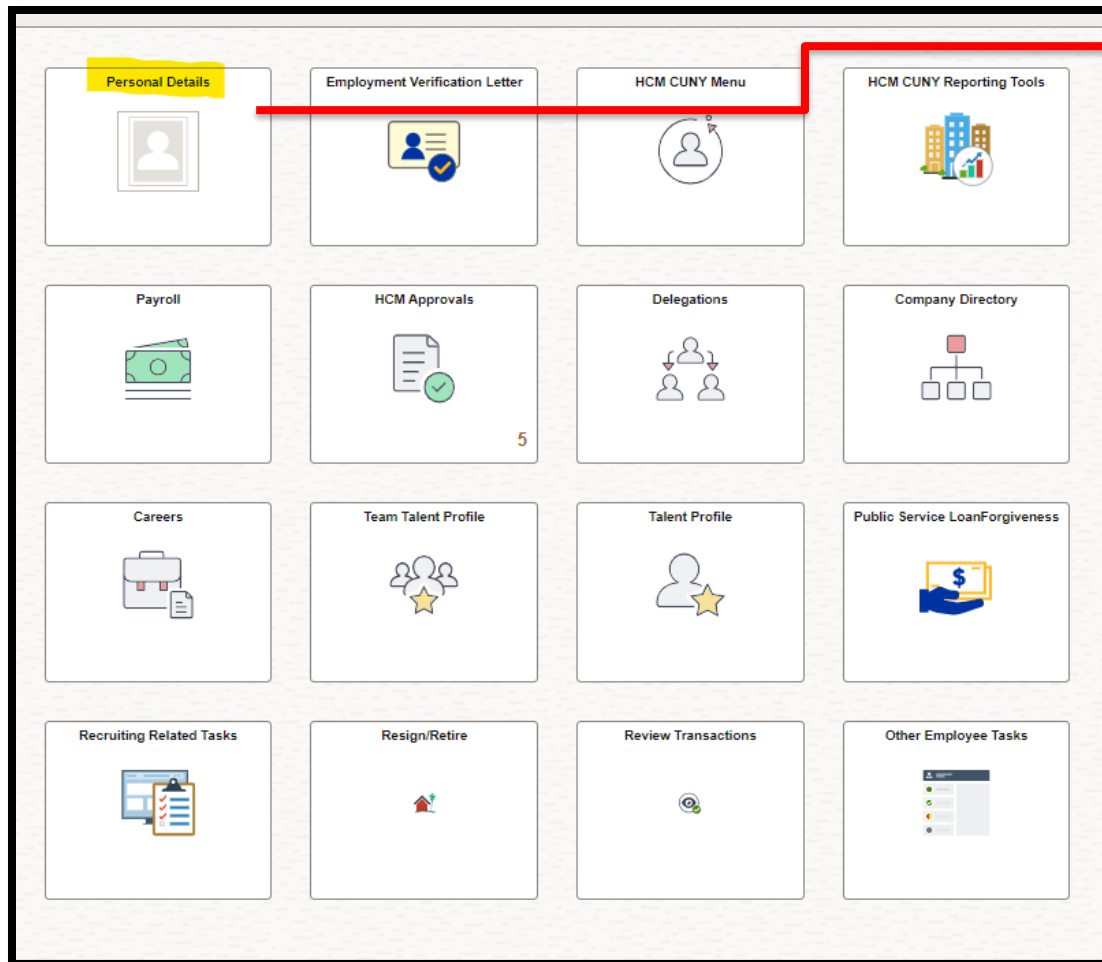 Personal Details
Employment Verification Letter
HCM CUNY Menu
HCM CUNY Reporting Tools
Payroll
HCM Approvals
Delegations
Company Directory
5
Careers
Team Talent Profile
Talent Profile
Public Service LoanForgiveness
$
Recruiting Related Tasks
Resign/Retire
Review Transactions
Other Employee Tasks